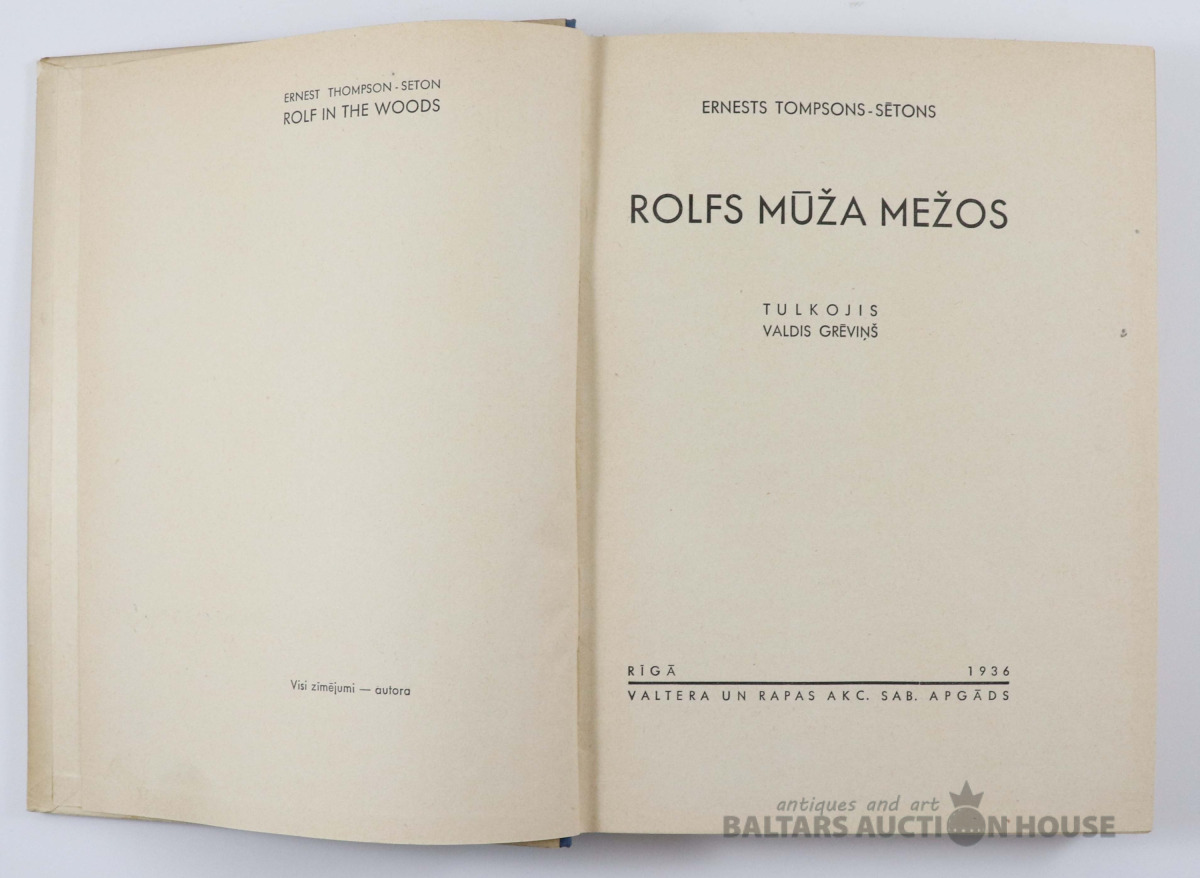 ERNEST THOMPSON-SETON
ROLF IN THE WOODS
Visi zīmējumi — autora
ERNESTS TOMPSONS-SĒTONS
ROLFS MŪŽA MEŽOS
TULKOJIS
VALDIS GRĒVIŅŠ
RĪGĀ 1936
VALTERA UN RAPAS AKC. SAB. APGĀDS
antiques and art
BALTARS AUCTION HOUSE